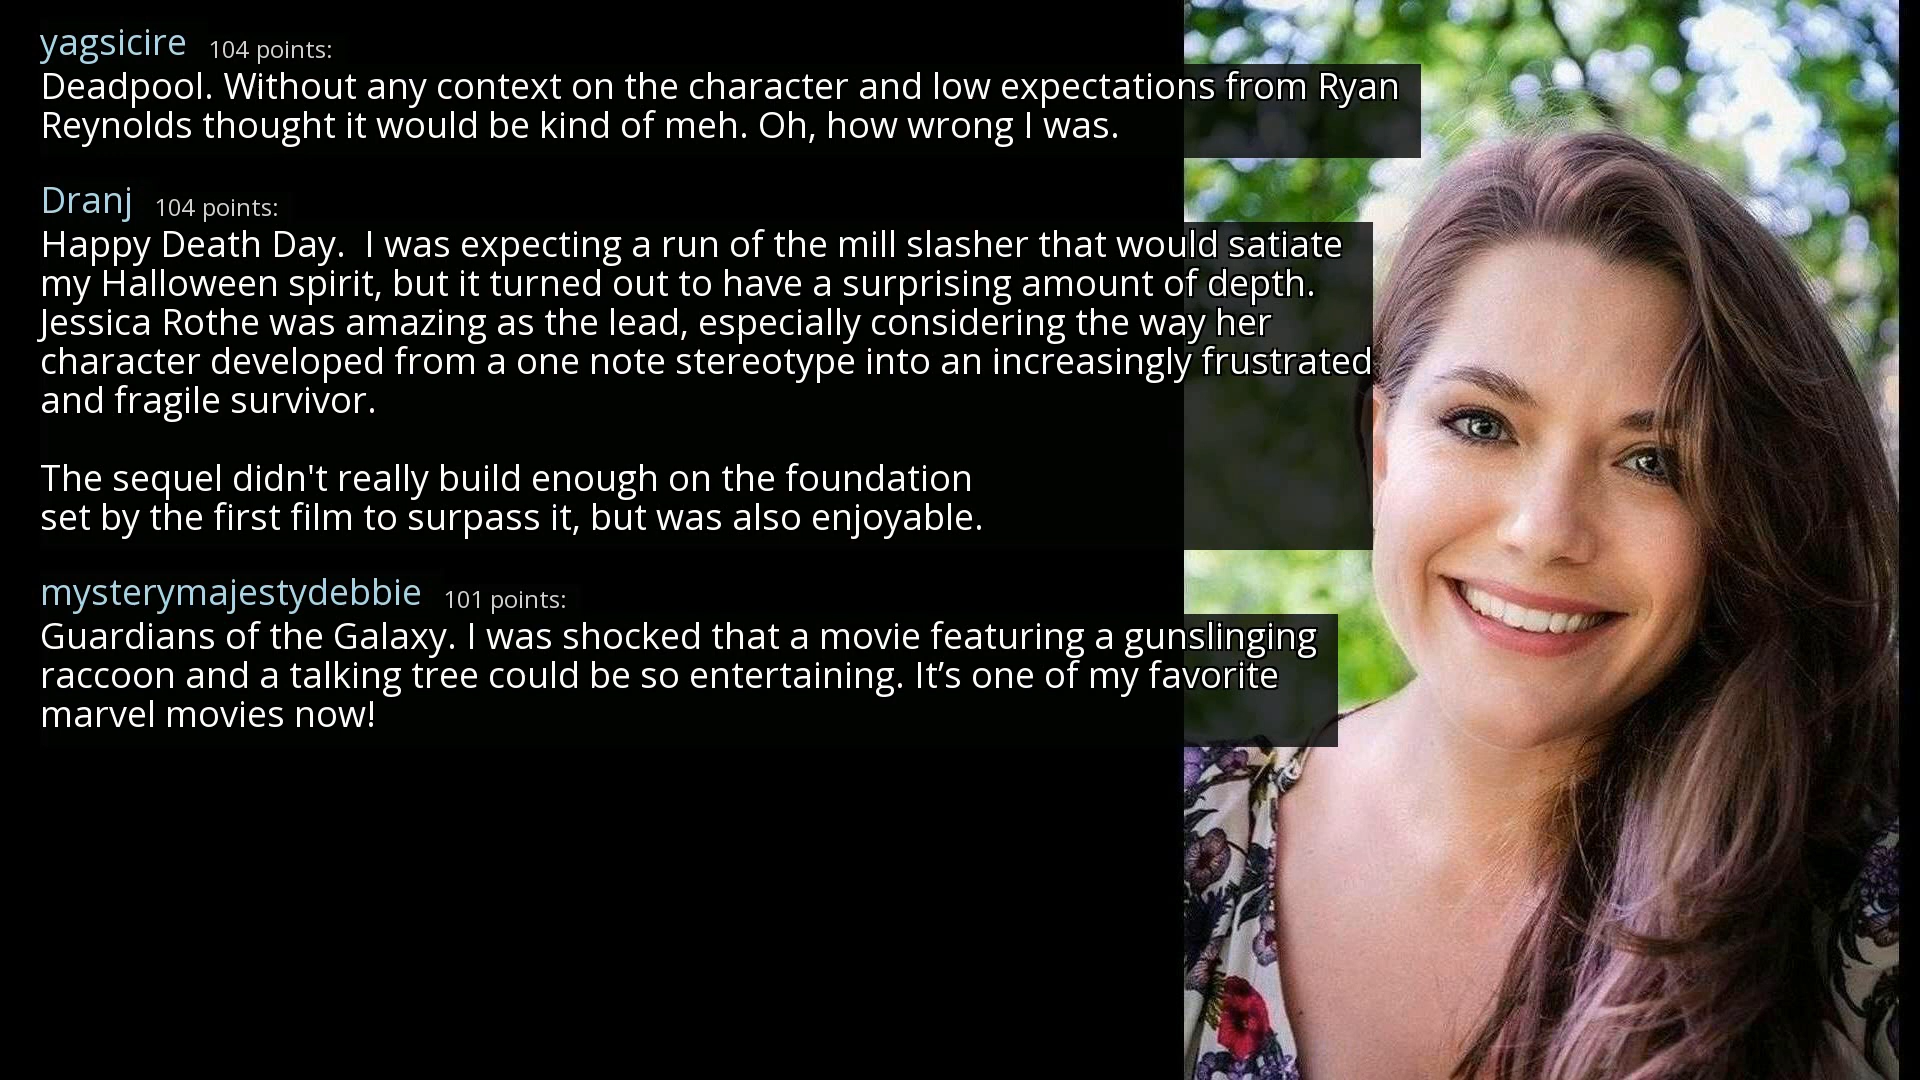 yagsicire 104 points:
Deadpool. Without any context on the character and low expectations from Ryan
Reynolds thought it would be kind of meh. Oh, how wrong I was.
Dranj 104 points:
Happy Death Day.  I was expecting a run of the mill slasher that would satiate
my Halloween spirit, but it turned out to have a surprising amount of depth.
Jessica Rothe was amazing as the lead, especially considering the way her
character developed from a one note stereotype into an increasingly frustrated
and fragile survivor.
The sequel didn't really build enough on the foundation
set by the first film to surpass it, but was also enjoyable.
mysterymajestydebbie 101 points:
Guardians of the Galaxy. I was shocked that a movie featuring a gunslinging
raccoon and a talking tree could be so entertaining. It’s one of my favorite
marvel movies now!